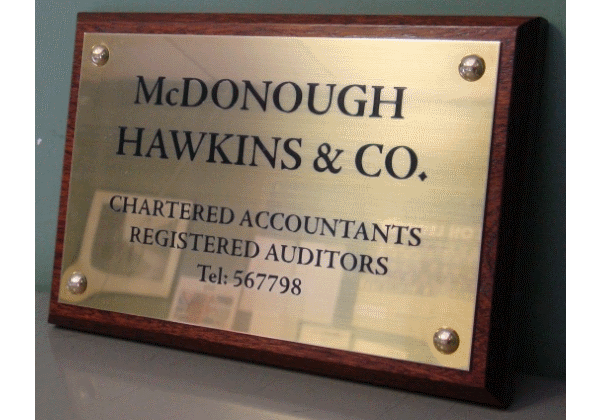 McDONOUGH
HAWKINS & CO.
CHARTERED ACCOUNTANTS
REGISTERED AUDITORS
Tel: 567798